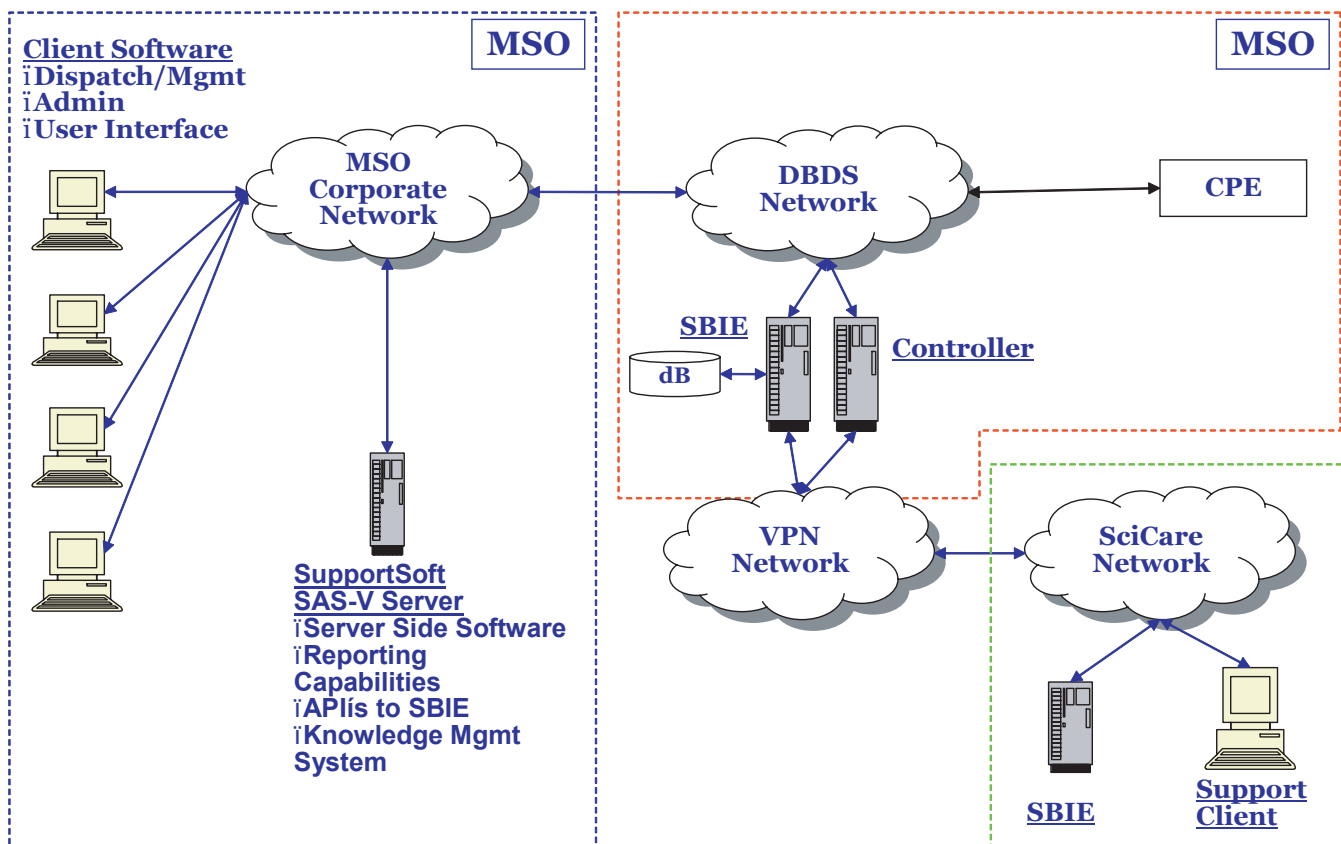 Client Software
ïDispatch/Mgmt
ïAdmin
ïUser Interface
MSO
MSO
Corporate
Network
SupportSoft
SAS-V Server
ïServer Side Software
ïReporting
Capabilities
ïAPIís to SBIE
ïKnowledge Mgmt
System
MSO
DBDS
Network
CPE
SBIE
Controller
dB
VPN
Network
SciCare
Network
SBIE
Support
Client